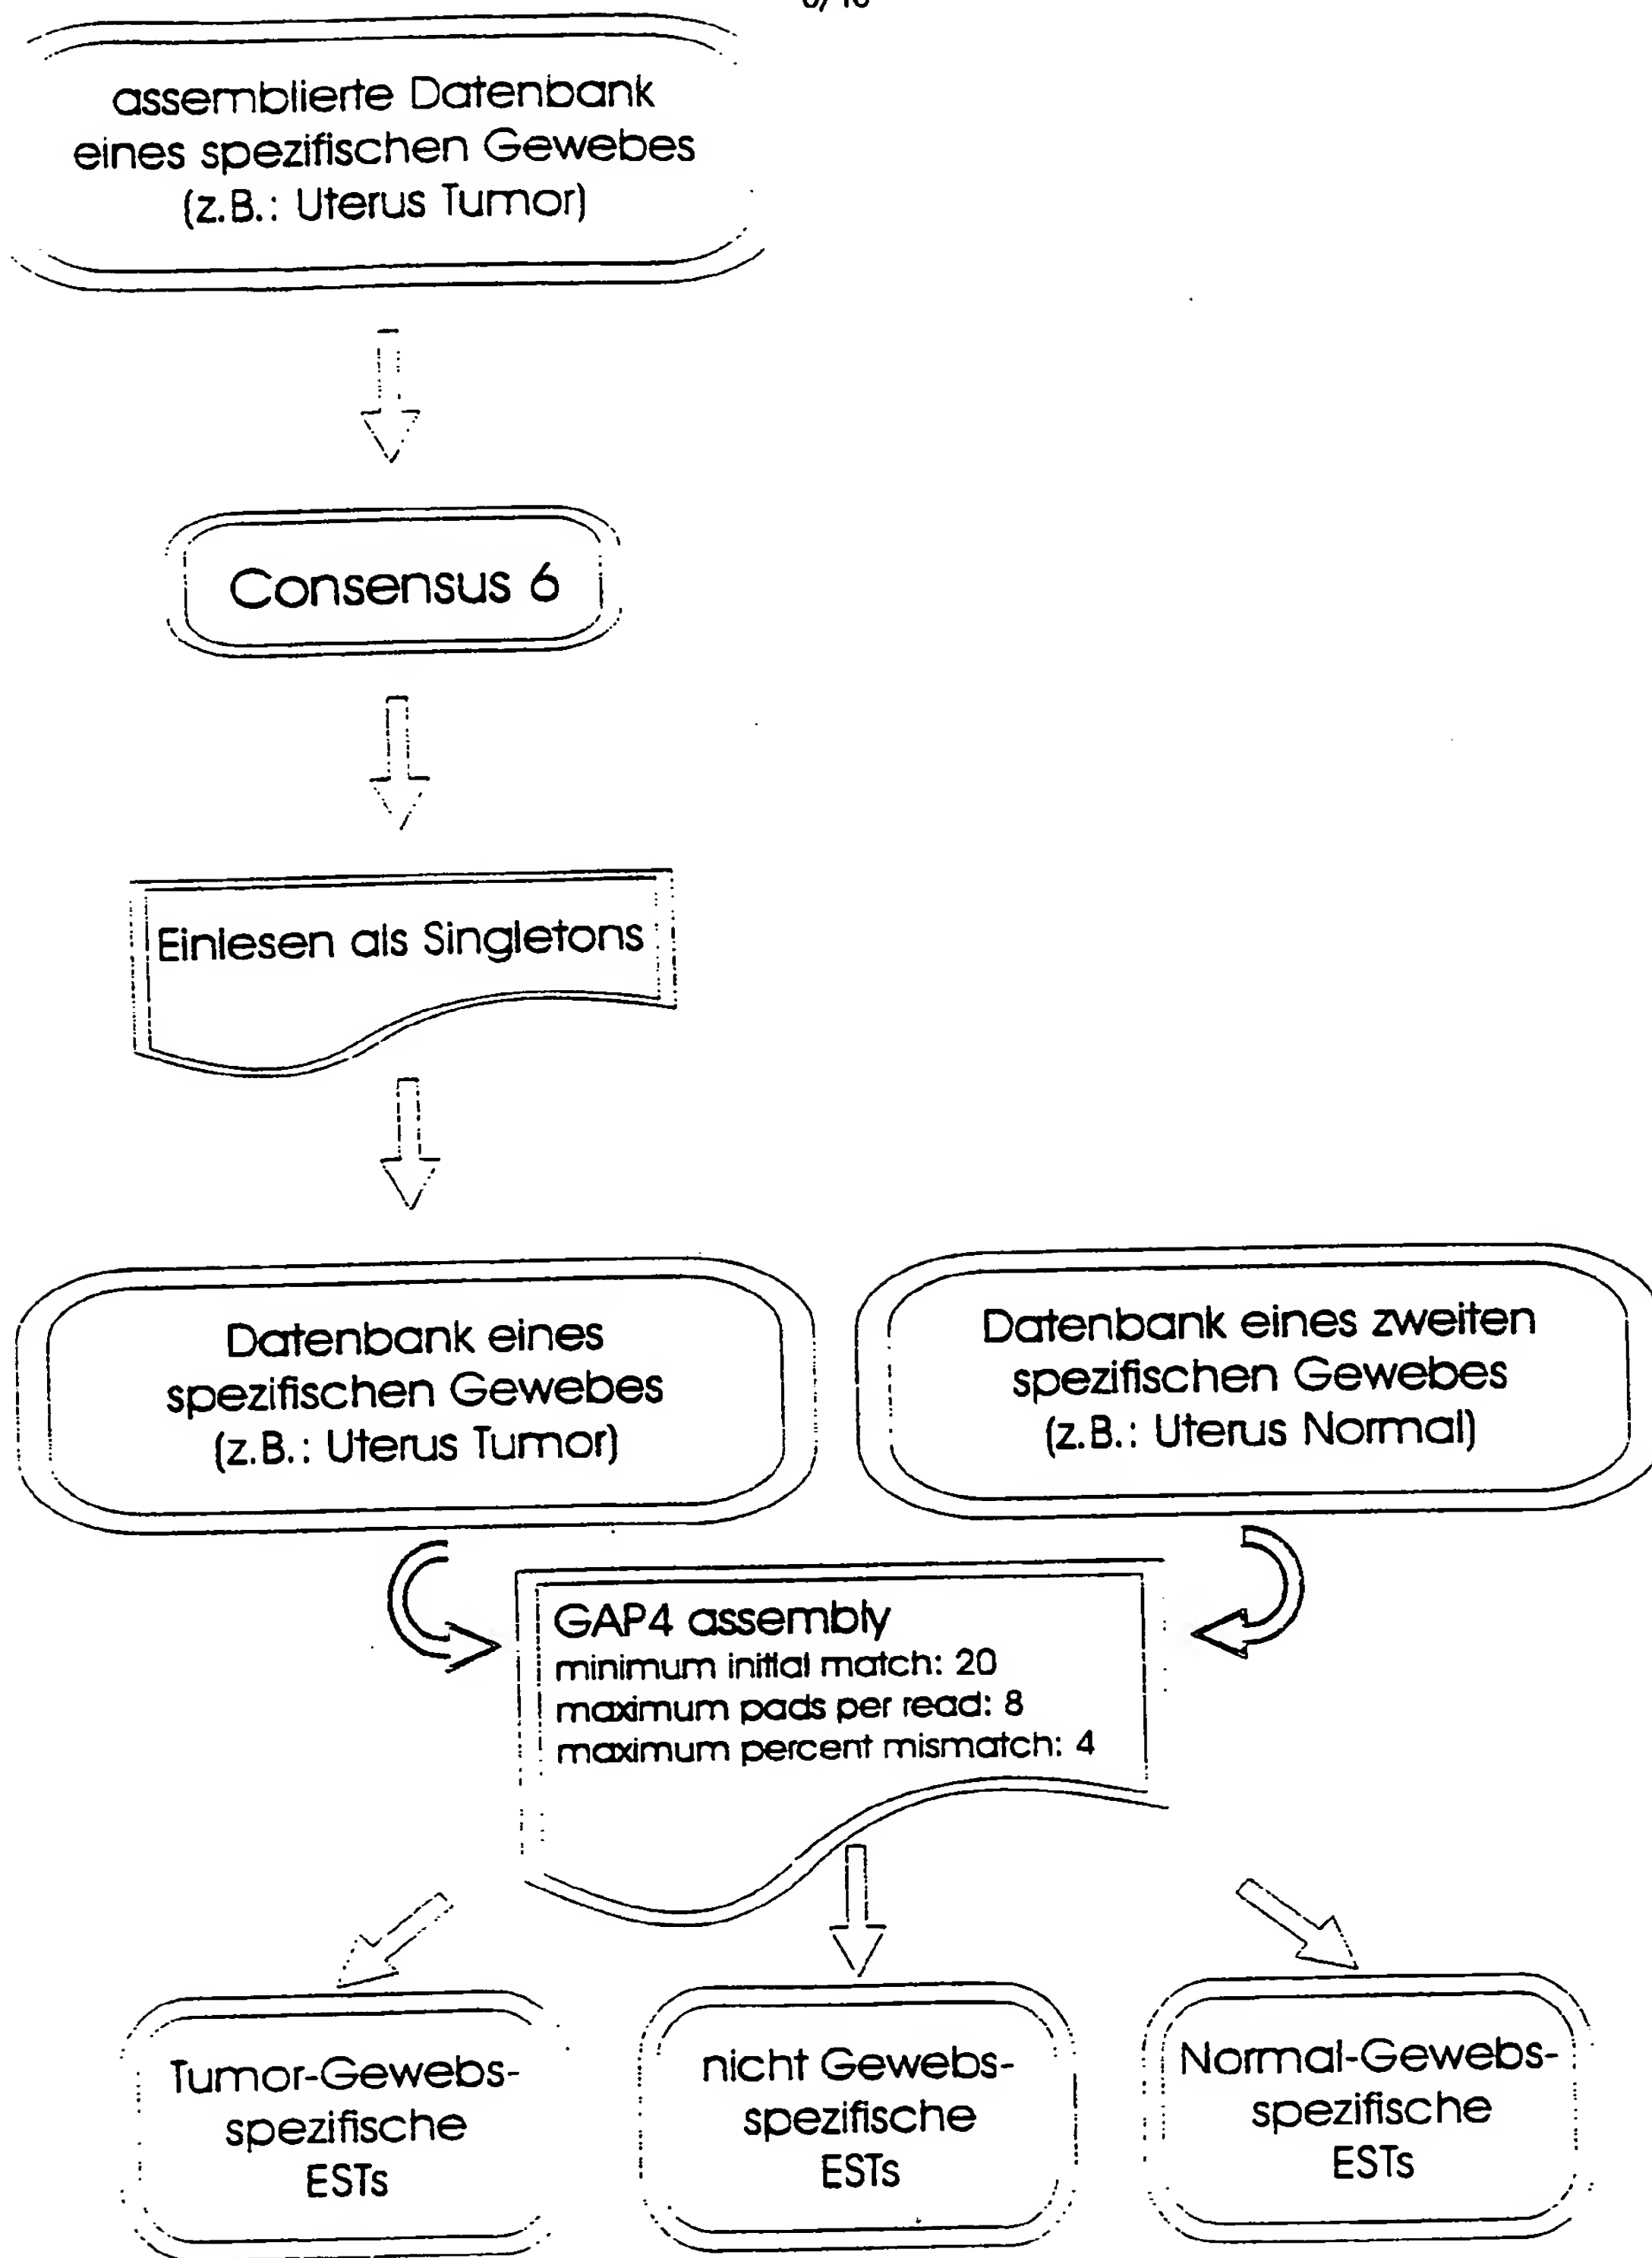 assemblierte Datenbank
eines spezifischen Gewebes
(z.B.: Uterus Tumor)
Consensus 6
Einlesen als Singletons
Datenbank eines
spezifischen Gewebes
(z.B.: Uterus Tumor)
Datenbank eines zweiten
spezifischen Gewebes
(z.B.: Uterus Normal)
GAP4 assembly
minimum initial match: 20
maximum pads per read: 8
maximum percent mismatch: 4
Tumor-Gewebs-
spezifische
ESTs
nicht Gewebs-
spezifische
ESTs
Normal-Gewebs-
spezifische
ESTs